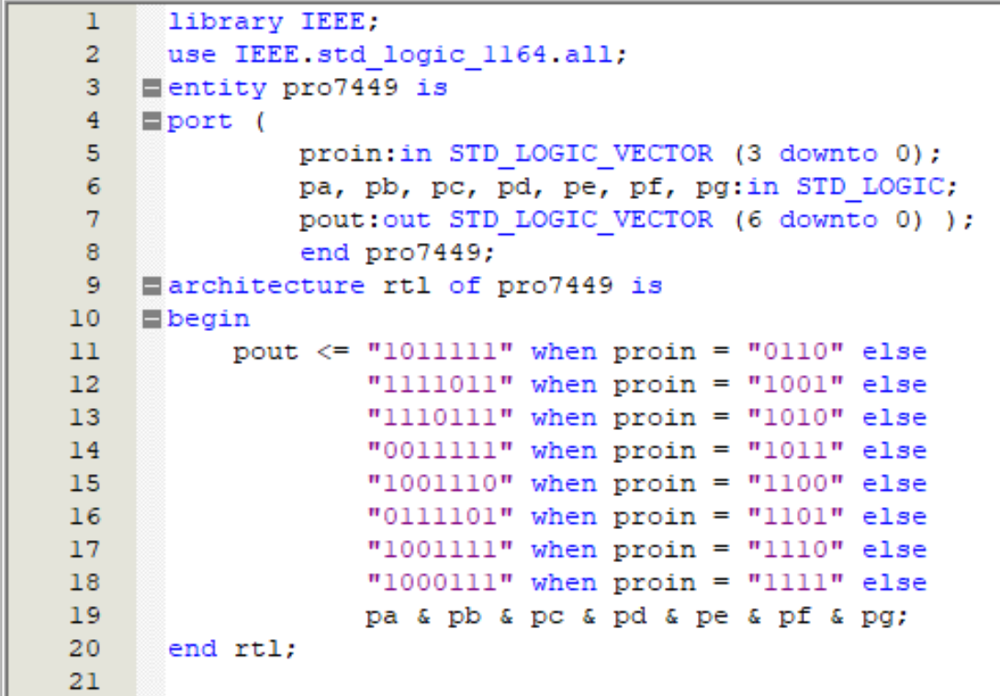 1 library IEEE;
2 use IEEE.std_logic_1164.all;
3 entity pro7449 is
4 port (
5 proin:in STD_LOGIC_VECTOR (3 downto 0);
6 pa, pb, pc, pd, pe, pf, pg:in STD_LOGIC;
7 pout:out STD_LOGIC_VECTOR (6 downto 0) );
8 end pro7449;
9 architecture rtl of pro7449 is
10 begin
11 pout <= "1011111" when proin = "0110" else
12 "1111011" when proin = "1001" else
13 "1110111" when proin = "1010" else
14 "0011111" when proin = "1011" else
15 "1001110" when proin = "1100" else
16 "0111101" when proin = "1101" else
17 "1001111" when proin = "1110" else
18 "1000111" when proin = "1111" else
19 pa & pb & pc & pd & pe & pf & pg;
20 end rtl;
21